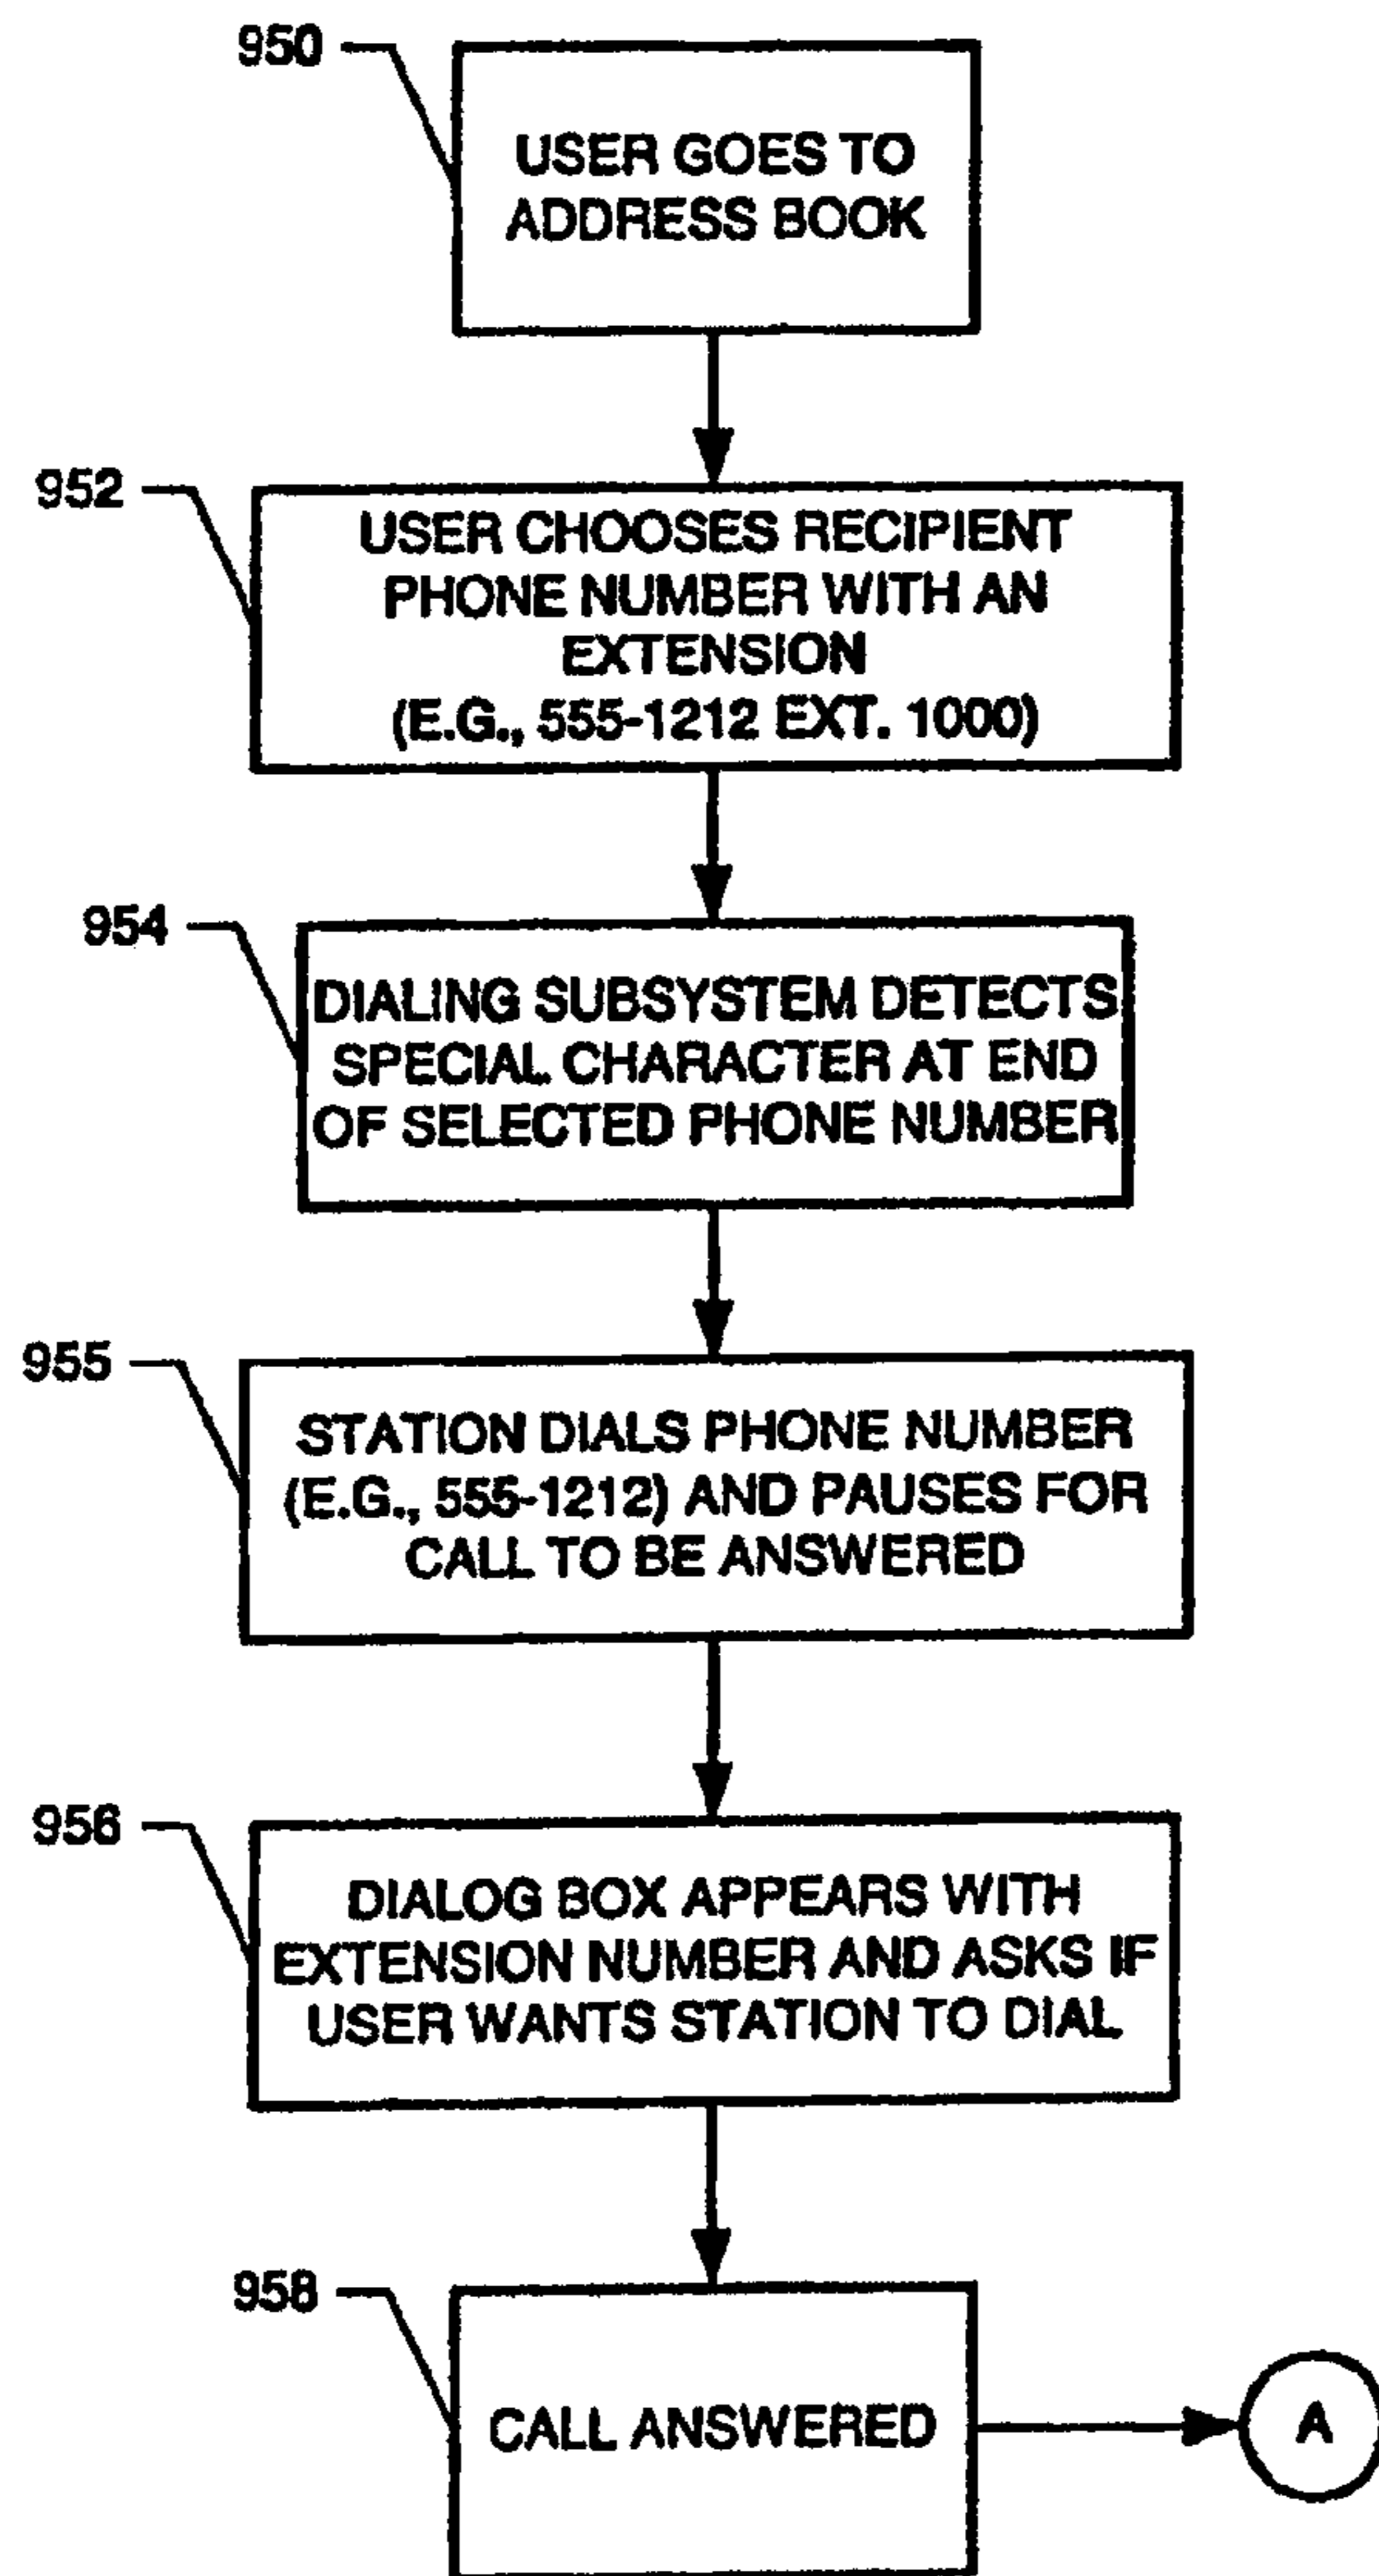 950
USER GOES TO
ADDRESS BOOK
952
USER CHOOSES RECIPIENT
PHONE NUMBER WITH AN
EXTENSION
(E.G., 555-1212 EXT. 1000)
954
DIALING SUBSYSTEM DETECTS
SPECIAL CHARACTER AT END
OF SELECTED PHONE NUMBER
955
STATION DIALS PHONE NUMBER
(E.G., 555-1212) AND PAUSES FOR
CALL TO BE ANSWERED
956
DIALOG BOX APPEARS WITH
EXTENSION NUMBER AND ASKS IF
USER WANTS STATION TO DIAL
958
CALL ANSWERED
A